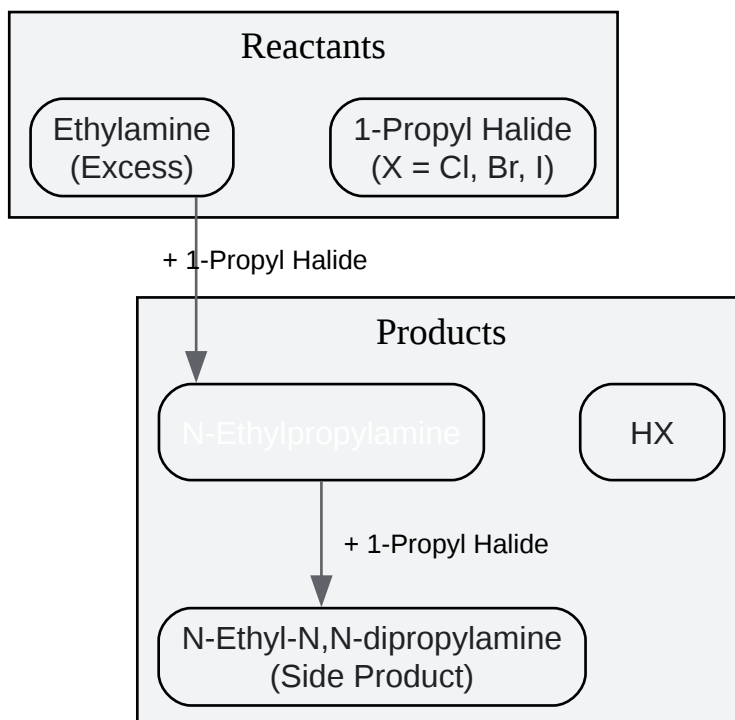 Reactants
Ethylamine
(Excess)
1-Propyl Halide
(X = Cl, Br, I)
+ 1-Propyl Halide
Products
N-Ethylpropylamine
HX
+ 1-Propyl Halide
N-Ethyl-N,N-dipropylamine
(Side Product)